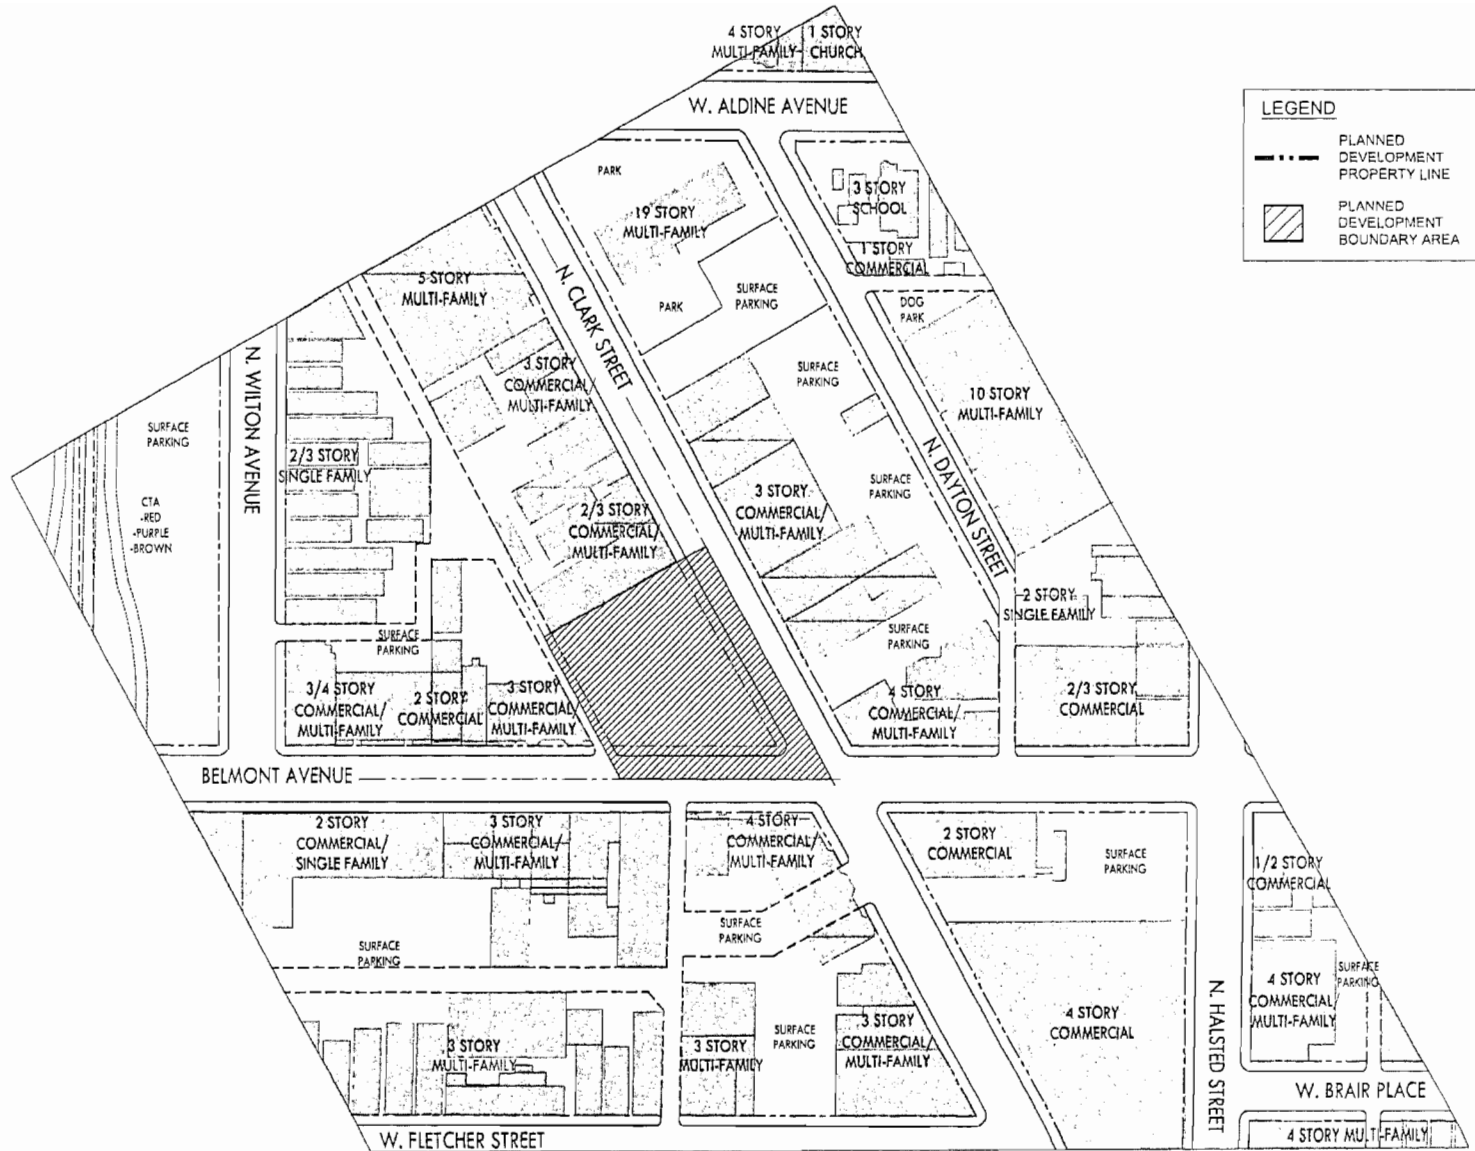 4 STORY
MULTI-FAMILY
1 STORY
CHURCH
W. ALDINE AVENUE
LEGEND
PLANNED
DEVELOPMENT
PROPERTY LINE
PLANNED
DEVELOPMENT
BOUNDARY AREA
PARK
19 STORY
MULTI-FAMILY
3 STORY
SCHOOL
1 STORY
COMMERCIAL
5 STORY
MULTI-FAMILY
N. CLARK STREET
PARK
SURFACE
PARKING
DOG
PARK
N. WILTON AVENUE
3 STORY
COMMERCIAL/
MULTI-FAMILY
SURFACE
PARKING
10 STORY
MULTI-FAMILY
SURFACE
PARKING
2/3 STORY
SINGLE FAMILY
N. DAYTON STREET
SURFACE
PARKING
CTA
-RED
-PURPLE
-BROWN
2/3 STORY
COMMERCIAL/
MULTI-FAMILY
3 STORY
COMMERCIAL/
MULTI-FAMILY
2 STORY
SINGLE FAMILY
SURFACE
PARKING
SURFACE
PARKING
3/4 STORY
COMMERCIAL/
MULTI-FAMILY
2 STORY
COMMERCIAL
3 STORY
COMMERCIAL/
MULTI-FAMILY
4 STORY
COMMERCIAL/
MULTI-FAMILY
2/3 STORY
COMMERCIAL
BELMONT AVENUE
2 STORY
COMMERCIAL/
SINGLE FAMILY
3 STORY
COMMERCIAL/
MULTI-FAMILY
4 STORY
COMMERCIAL/
MULTI-FAMILY
2 STORY
COMMERCIAL
SURFACE
PARKING
1/2 STORY
COMMERCIAL
SURFACE
PARKING
SURFACE
PARKING
4 STORY
COMMERCIAL/
MULTI-FAMILY
SURFACE
PARKING
3 STORY
MULTI-FAMILY
3 STORY
MULTI-FAMILY
SURFACE
PARKING
3 STORY
COMMERCIAL/
MULTI-FAMILY
4 STORY
COMMERCIAL
N. HALSTED STREET
W. BRAIR PLACE
W. FLETCHER STREET
4 STORY MULTI-FAMILY